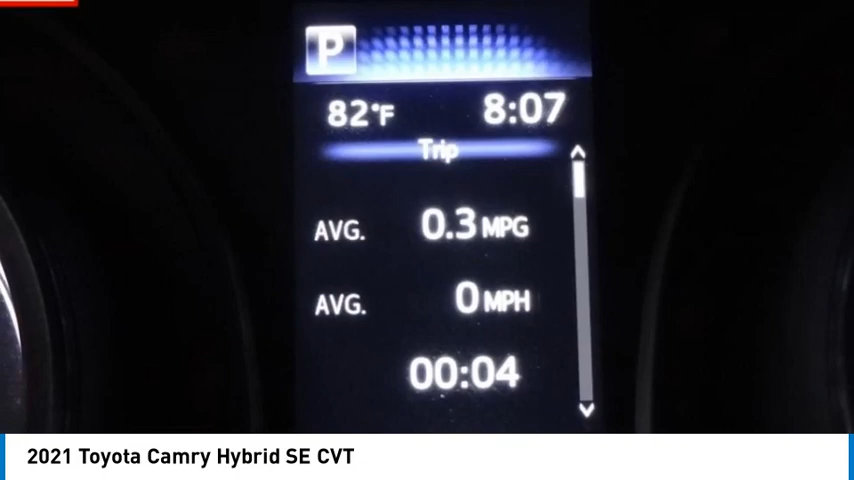 P
82°F 8:07
Trip
AVG. 0.3 MPG
AVG. 0 MPH
00:04
2021 Toyota Camry Hybrid SE CVT